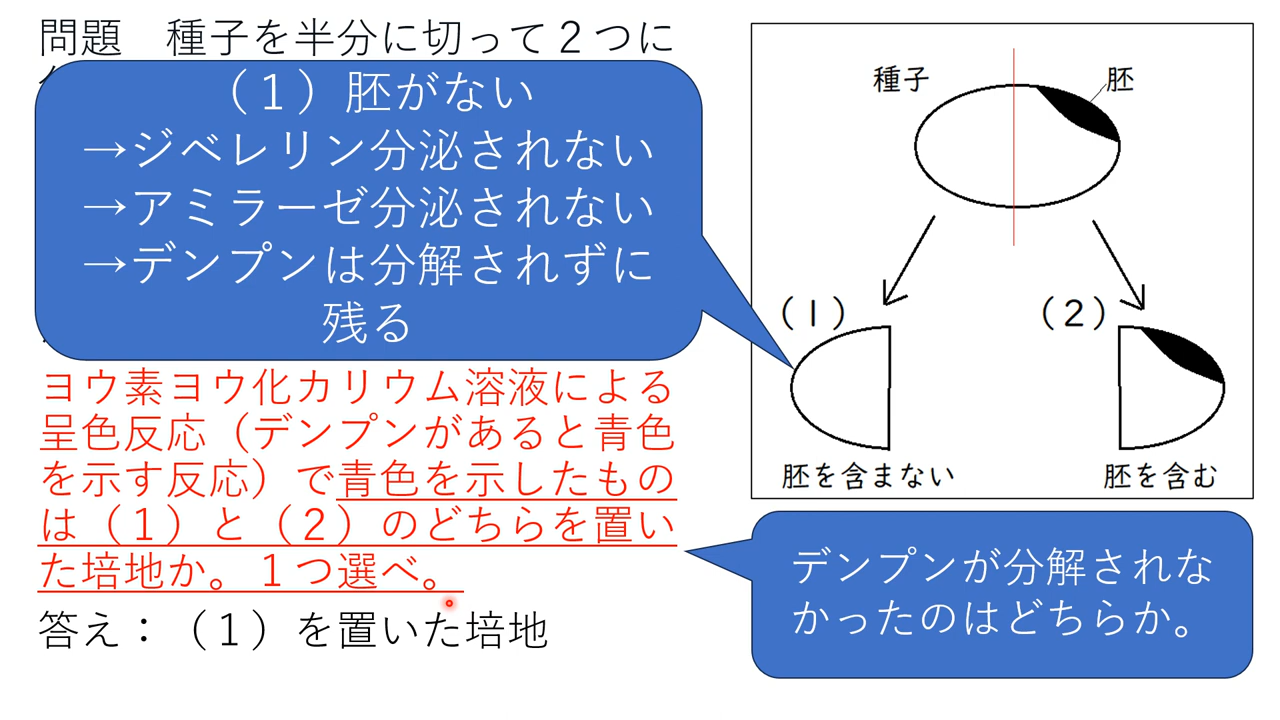 問題　種子を半分に切って２つに
（１）胚がない
→ジベレリン分泌されない
→アミラーゼ分泌されない
→デンプンは分解されずに
残る
ヨウ素ヨウ化カリウム溶液による
呈色反応（デンプンがあると青色
を示す反応）で青色を示したもの
は（１）と（２）のどちらを置い
た培地か。１つ選べ。
答え：（１）を置いた培地
種子
胚
（１）
（２）
胚を含まない
胚を含む
デンプンが分解されな
かったのはどちらか。